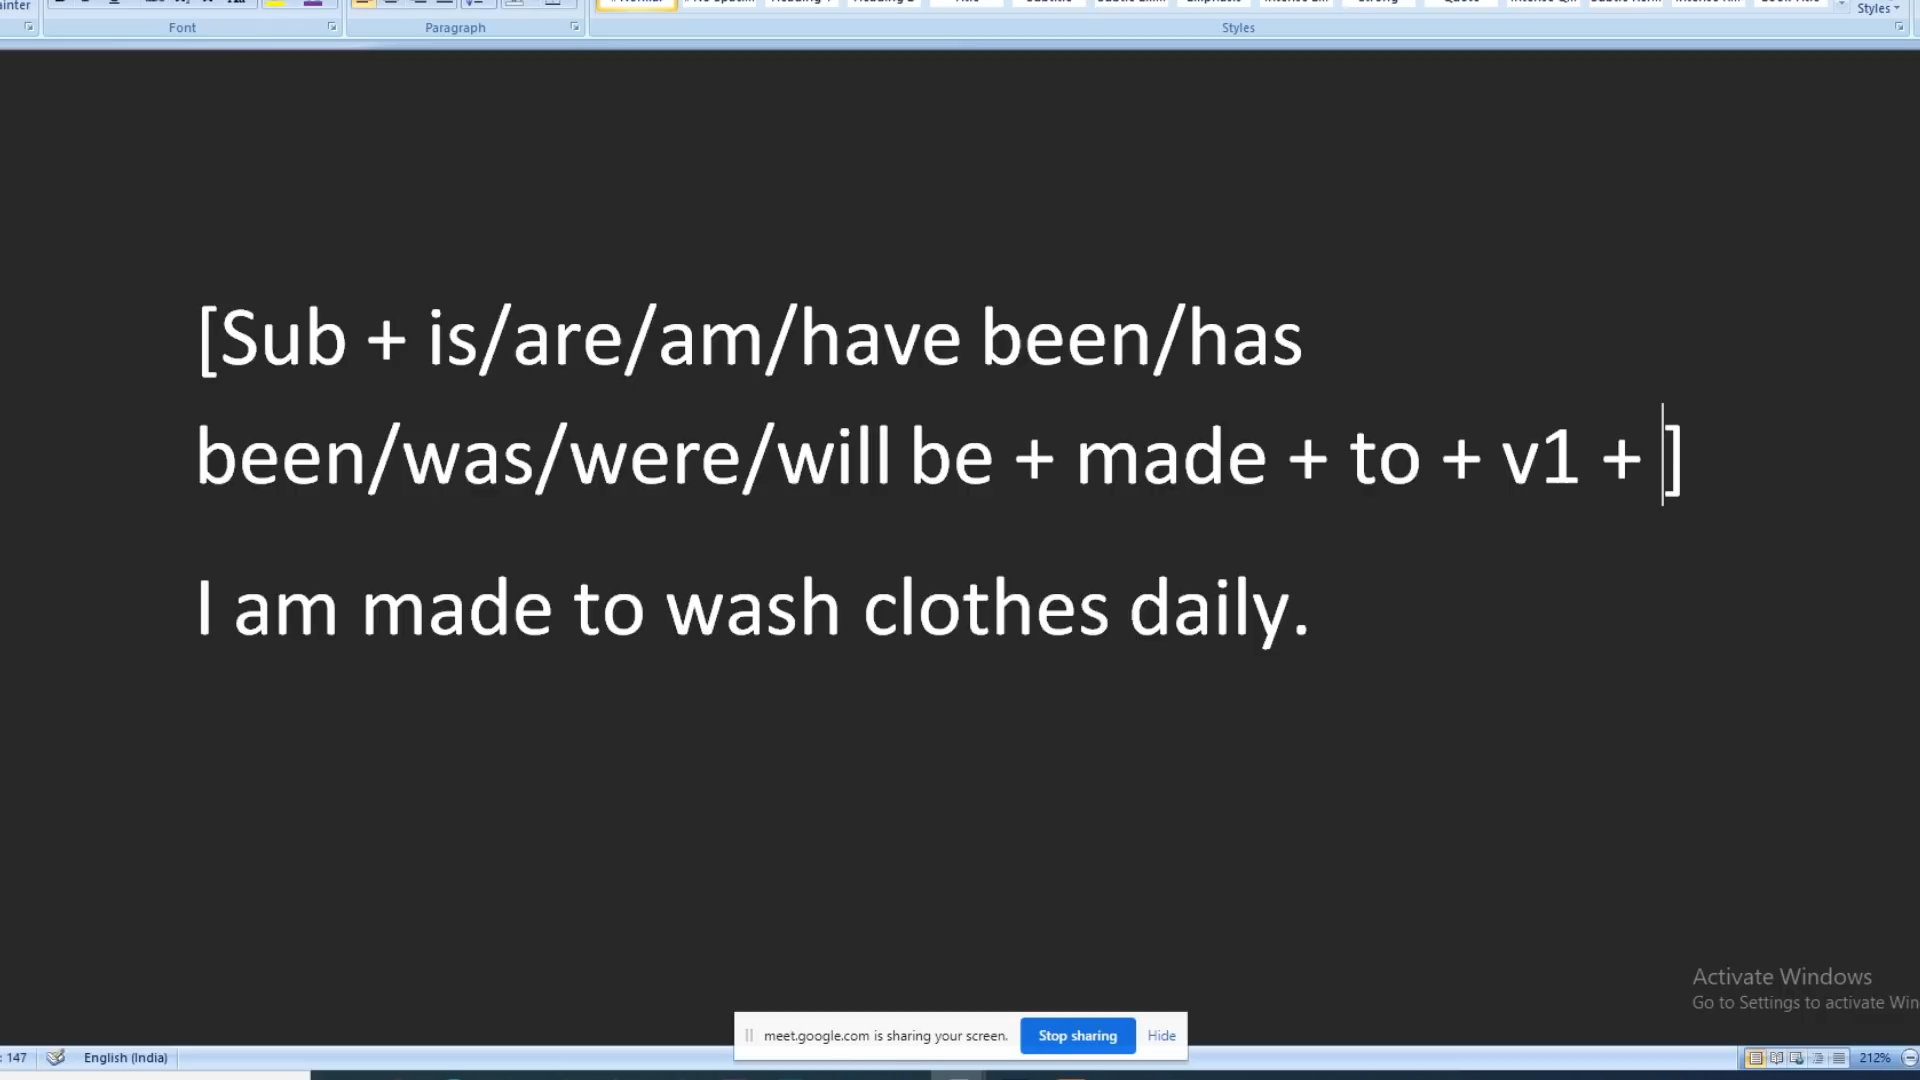 ainter
Font
Paragraph
Styles
Styles
[Sub + is/are/am/have been/has
been/was/were/will be + made + to + v1 + ]
I am made to wash clothes daily.
Activate Windows
Go to Settings to activate Win
meet.google.com is sharing your screen.
Stop sharing
Hide
: 147
English (India)
212%